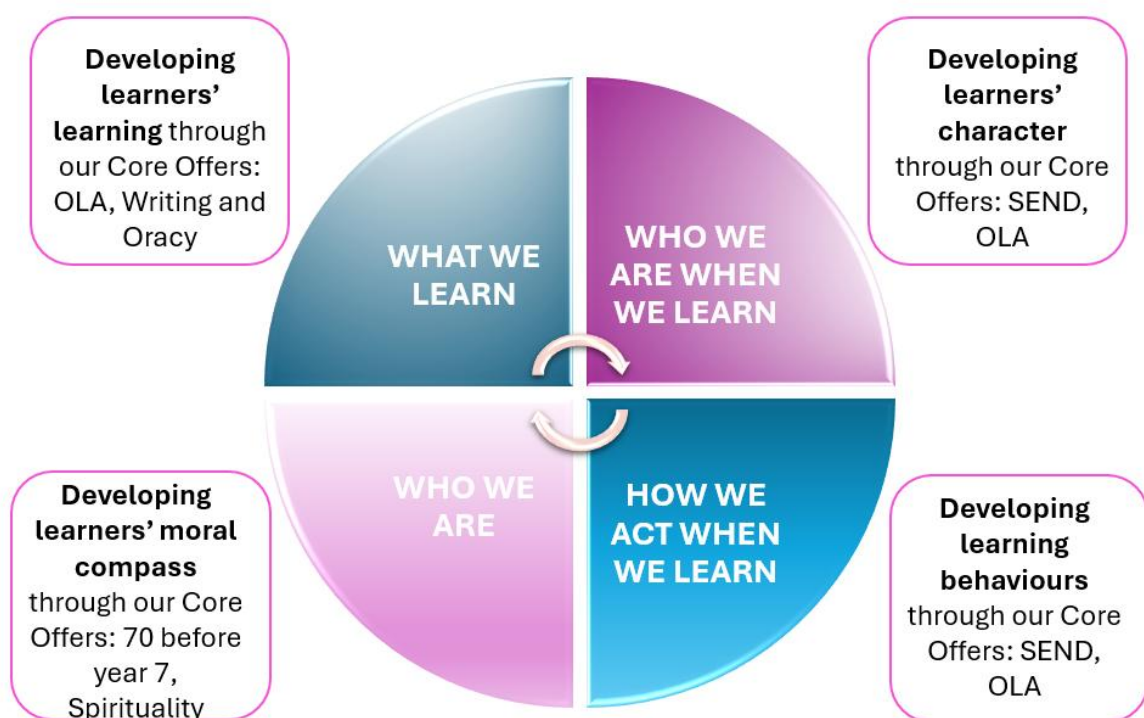 Developing
learners’
learning through
our Core Offers:
OLA, Writing and
Oracy
Developing
learners’
character
through our Core
Offers: SEND,
OLA
WHAT WE
LEARN
WHO WE
ARE WHEN
WE LEARN
WHO WE
ARE
HOW WE
ACT WHEN
WE LEARN
Developing
learners’ moral
compass
through our Core
Offers: 70 before
year 7,
Spirituality
Developing
learning
behaviours
through our Core
Offers: SEND,
OLA